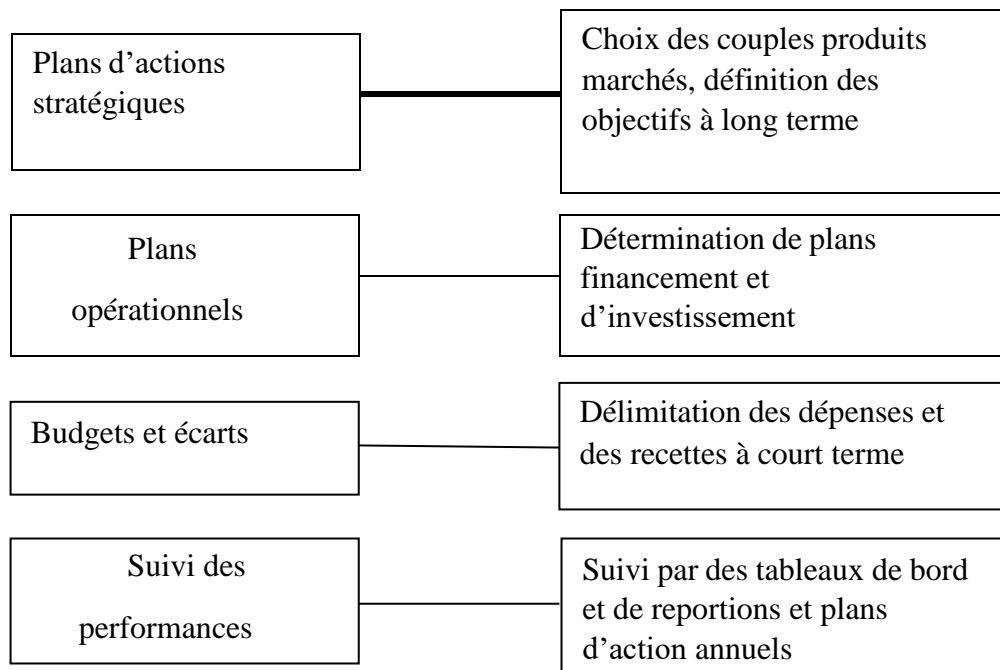 Plans d’actions
stratégiques
Choix des couples produits
marchés, définition des
objectifs à long terme
Plans
opérationnels
Détermination de plans
financement et
d’investissement
Budgets et écarts
Délimitation des dépenses et
des recettes à court terme
Suivi des
performances
Suivi par des tableaux de bord
et de reportions et plans
d’action annuels